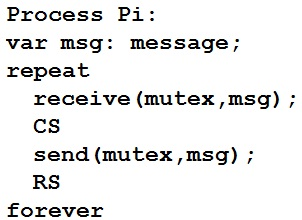 Process Pi:
var msg: message;
repeat
receive(mutex,msg);
CS
send(mutex,msg);
RS
forever